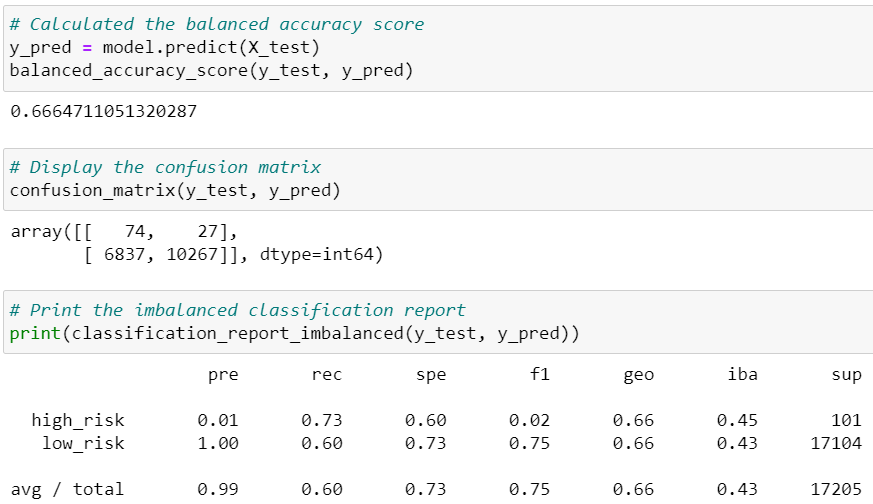 # Calculated the balanced accuracy score
y_pred = model.predict(X_test)
balanced_accuracy_score(y_test, y_pred)
0.6664711051320287
# Display the confusion matrix
confusion_matrix(y_test, y_pred)
array([[   74,    27],
       [ 6837, 10267]], dtype=int64)
# Print the imbalanced classification report
print(classification_report_imbalanced(y_test, y_pred))
pre rec spe f1 geo iba sup
high_risk 0.01 0.73 0.60 0.02 0.66 0.45 101
low_risk 1.00 0.60 0.73 0.75 0.66 0.43 17104
avg / total 0.99 0.60 0.73 0.75 0.66 0.43 17205